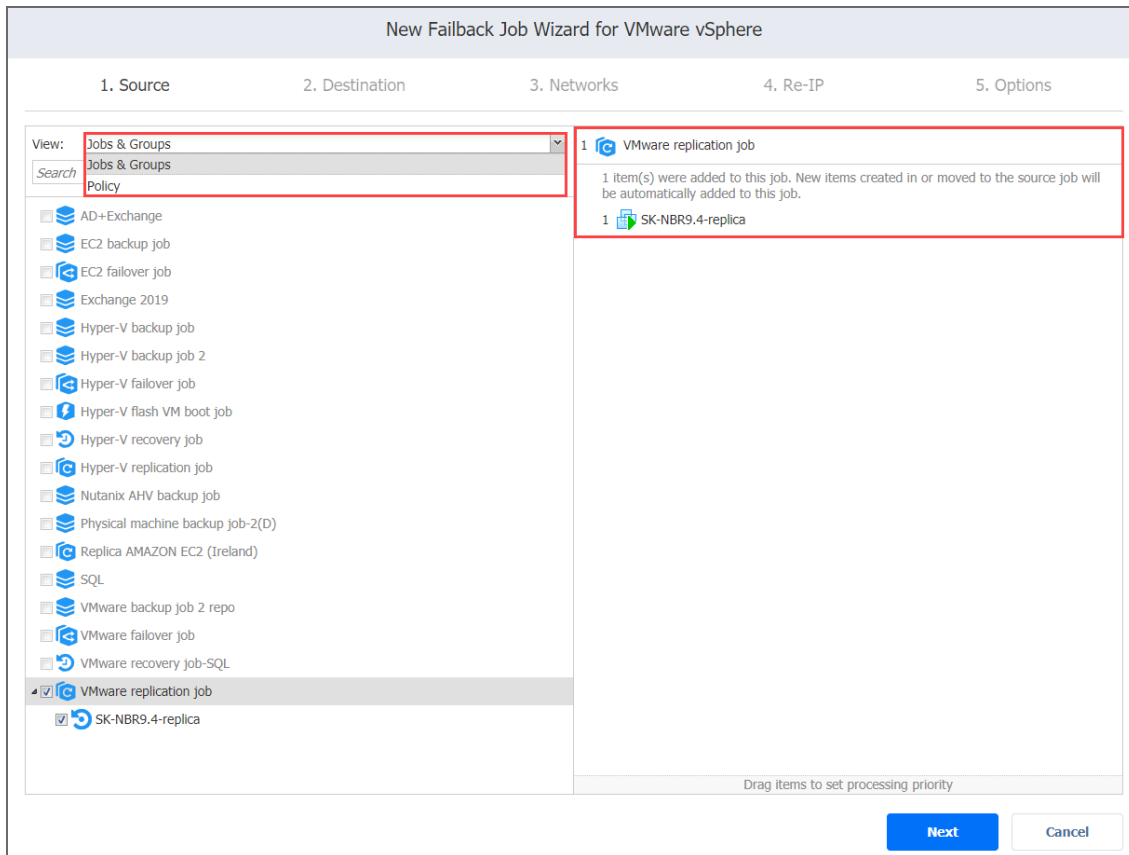 New Failback Job Wizard for VMware vSphere
1. Source
2. Destination
3. Networks
4. Re-IP
5. Options
View:
Jobs & Groups
Search
Jobs & Groups
Policy
AD+Exchange
EC2 backup job
EC2 failover job
Exchange 2019
Hyper-V backup job
Hyper-V backup job 2
Hyper-V failover job
Hyper-V flash VM boot job
Hyper-V recovery job
Hyper-V replication job
Nutanix AHV backup job
Physical machine backup job-2(D)
Replica AMAZON EC2 (Ireland)
SQL
VMware backup job 2 repo
VMware failover job
VMware recovery job-SQL
VMware replication job
SK-NBR9.4-replica
1 VMware replication job
1 item(s) were added to this job. New items created in or moved to the source job will
be automatically added to this job.
1 SK-NBR9.4-replica
Drag items to set processing priority
Next
Cancel